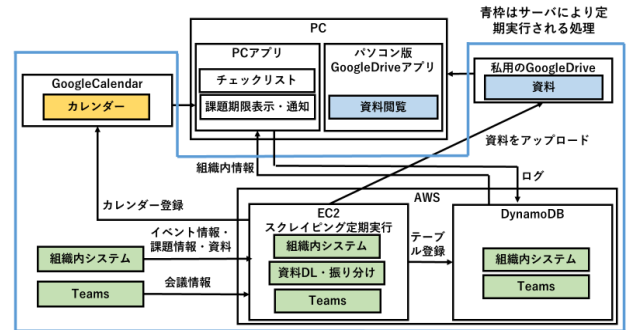 青枠はサーバにより定
期実行される処理
PC
PCアプリ
チェックリスト
課題期限表示・通知
パソコン版
GoogleDriveアプリ
資料閲覧
GoogleCalendar
カレンダー
私用のGoogleDrive
資料
資料をアップロード
組織内情報
ログ
カレンダー登録
AWS
EC2
スクレイピング定期実行
組織内システム
資料DL・振り分け
Teams
テーブ
ル登録
DynamoDB
組織内システム
Teams
イベント情報・
課題情報・資料
組織内システム
会議情報
Teams